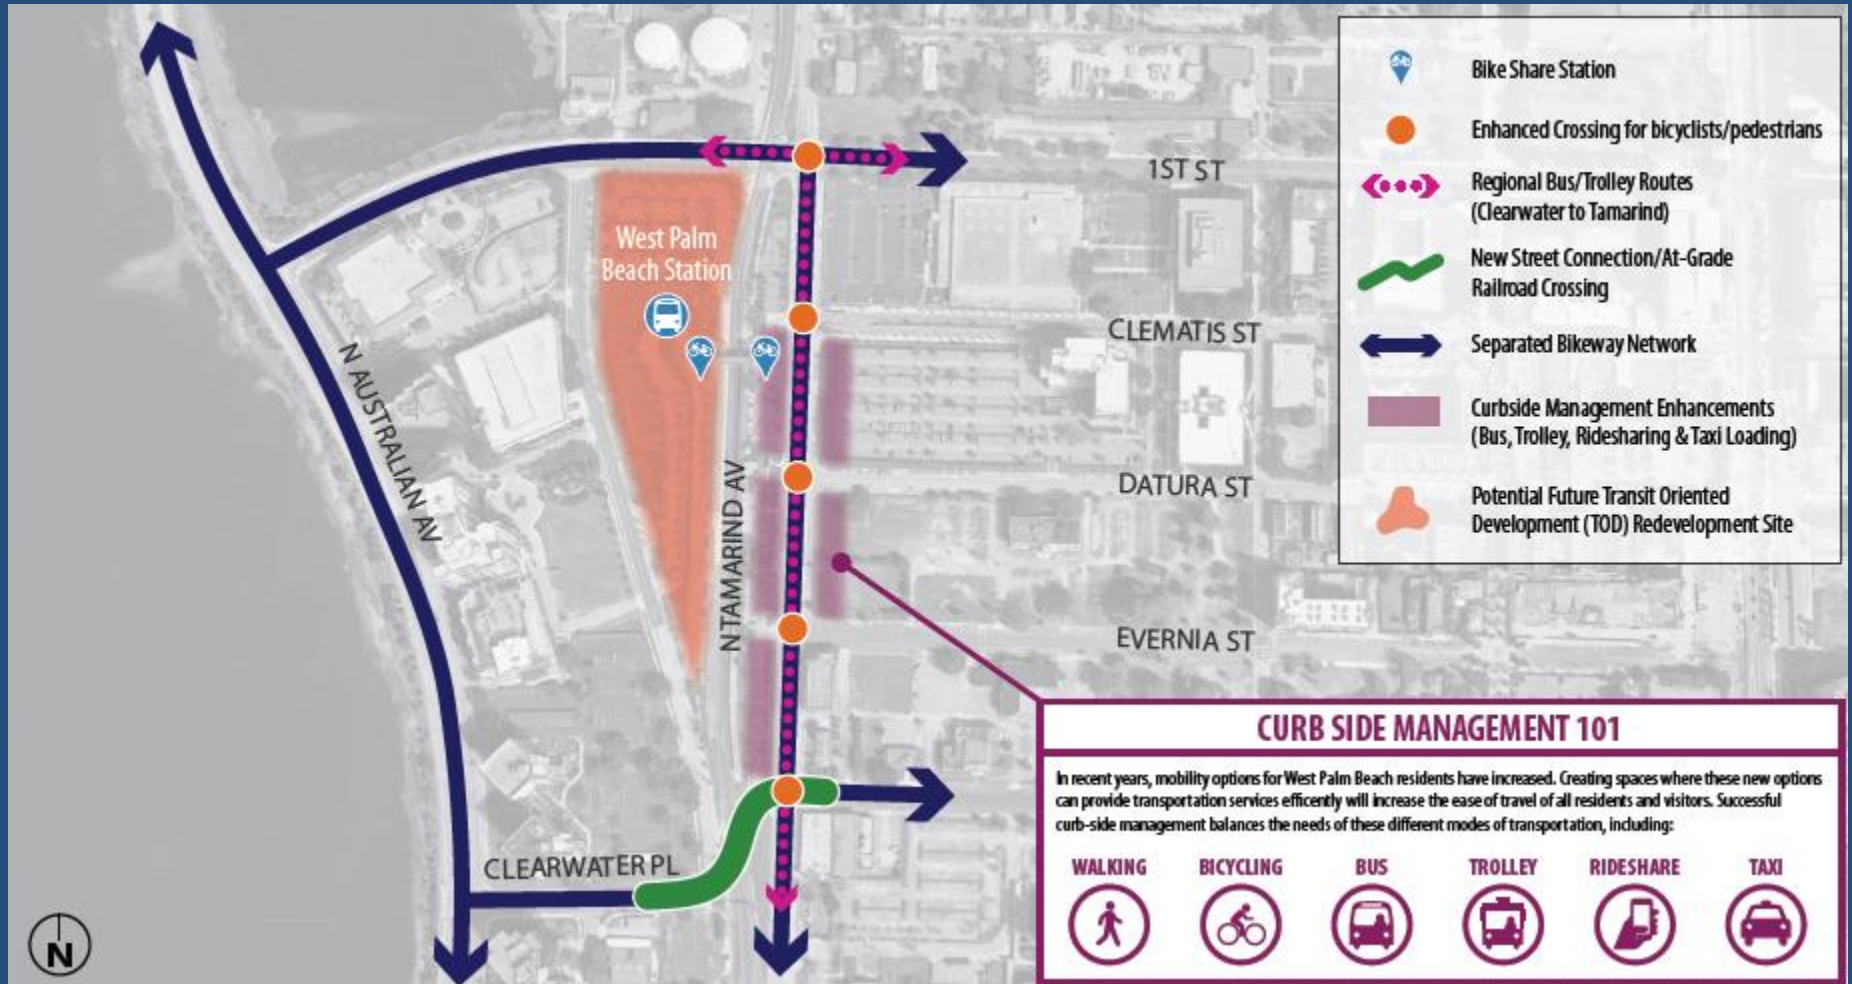 Bike Share Station
Enhanced Crossing for bicyclists/pedestrians
Regional Bus/Trolley Routes
(Clearwater to Tamarind)
New Street Connection/At-Grade
Railroad Crossing
Separated Bikeway Network
Curbside Management Enhancements
(Bus, Trolley, Ridesharing & Taxi Loading)
Potential Future Transit Oriented
Development (TOD) Redevelopment Site
1ST ST
West Palm
Beach Station
CLEMATIS ST
N AUSTRALIAN AV
DATURA ST
N TAMARIND AV
EVERNIA ST
CLEARWATER PL
N
CURB SIDE MANAGEMENT 101
In recent years, mobility options for West Palm Beach residents have increased. Creating spaces where these new options
can provide transportation services efficently will increase the ease of travel of all residents and visitors. Successful
curb-side management balances the needs of these different modes of transportation, including:
WALKING BICYCLING BUS TROLLEY RIDESHARE TAXI